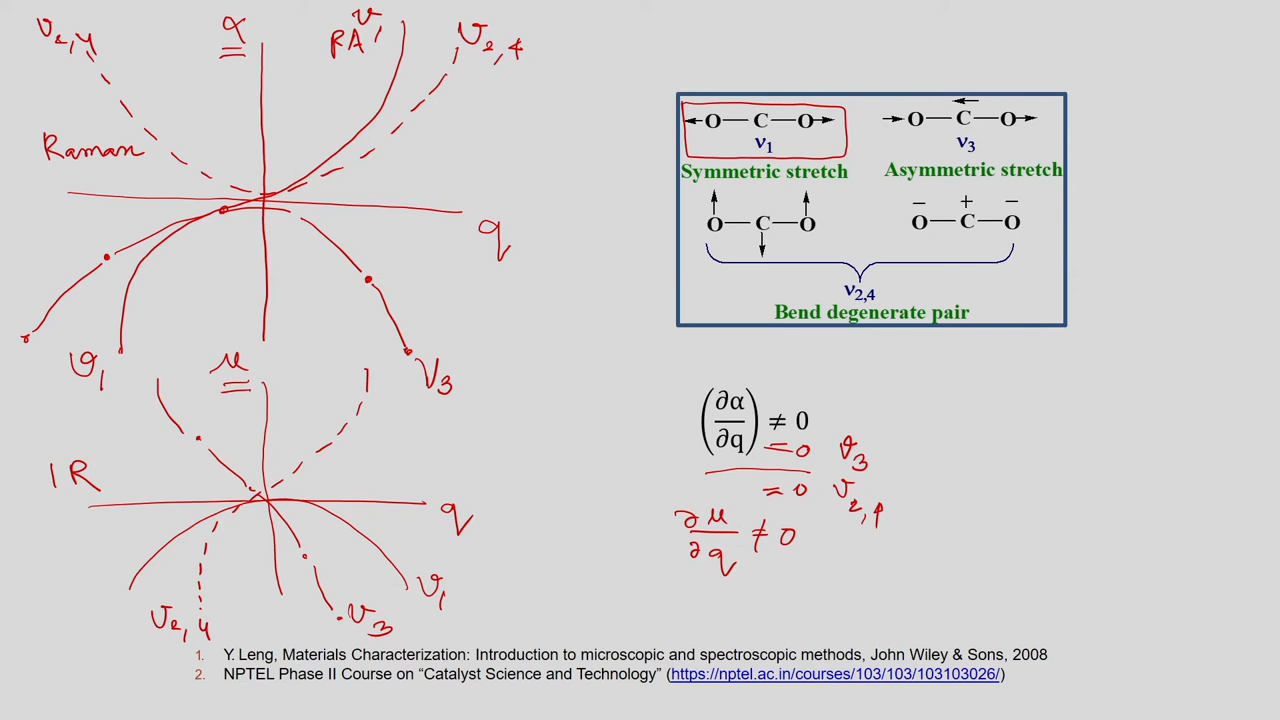 ν2,4
α
RA ν1
ν2,4
Raman
q
ν1
ν3
μ
IR
q
ν2,4
ν3
ν1
O — C — O
ν1
Symmetric stretch
O — C — O
ν3
Asymmetric stretch
O — C — O
− + −
O — C — O
ν2,4
Bend degenerate pair
(∂α/∂q) ≠ 0
= 0 ν3
= 0 ν2,4
∂μ/∂q ≠ 0
1. Y. Leng, Materials Characterization: Introduction to microscopic and spectroscopic methods, John Wiley & Sons, 2008
2. NPTEL Phase II Course on “Catalyst Science and Technology” (https://nptel.ac.in/courses/103/103/103103026/)